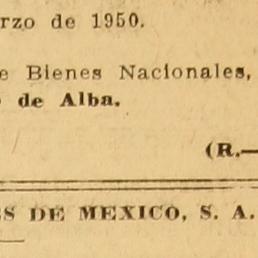 rzo de 1950.
e Bienes Nacionales,
de Alba.
(R.—
S DE MEXICO, S. A.